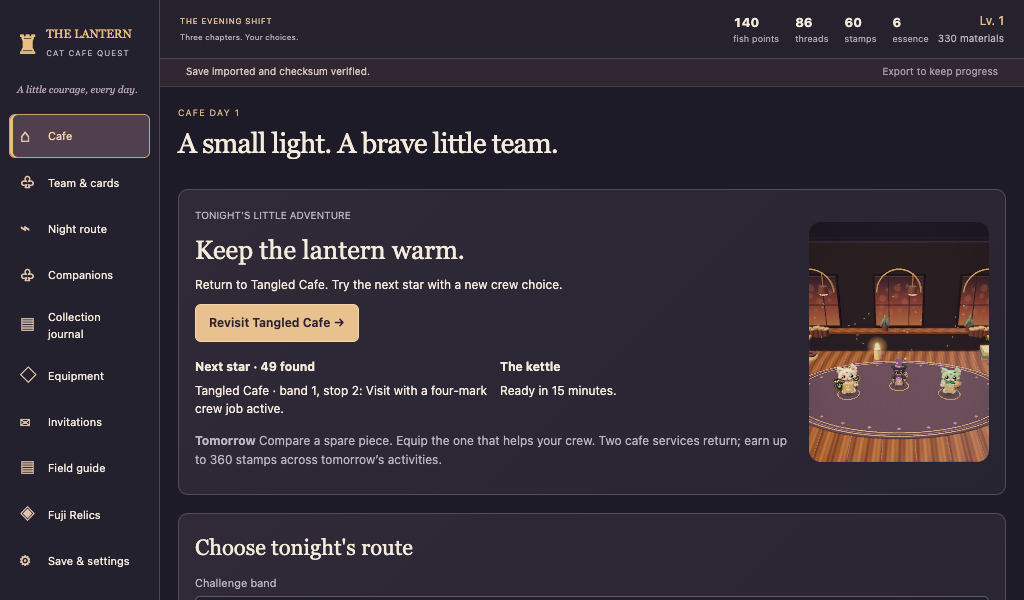 THE LANTERN
CAT CAFE QUEST
A little courage, every day.
Cafe
Team & cards
Night route
Companions
Collection
journal
Equipment
Invitations
Field guide
Fuji Relics
Save & settings
THE EVENING SHIFT
Three chapters. Your choices.
140
fish points
86
threads
60
stamps
6
essence
Lv. 1
330 materials
Save imported and checksum verified.
Export to keep progress
CAFE DAY 1
A small light. A brave little team.
TONIGHT'S LITTLE ADVENTURE
Keep the lantern warm.
Return to Tangled Cafe. Try the next star with a new crew choice.
Revisit Tangled Cafe →
Next star · 49 found
Tangled Cafe · band 1, stop 2: Visit with a four-mark
crew job active.
The kettle
Ready in 15 minutes.
Tomorrow Compare a spare piece. Equip the one that helps your crew. Two cafe services return; earn up
to 360 stamps across tomorrow's activities.
Choose tonight's route
Challenge band